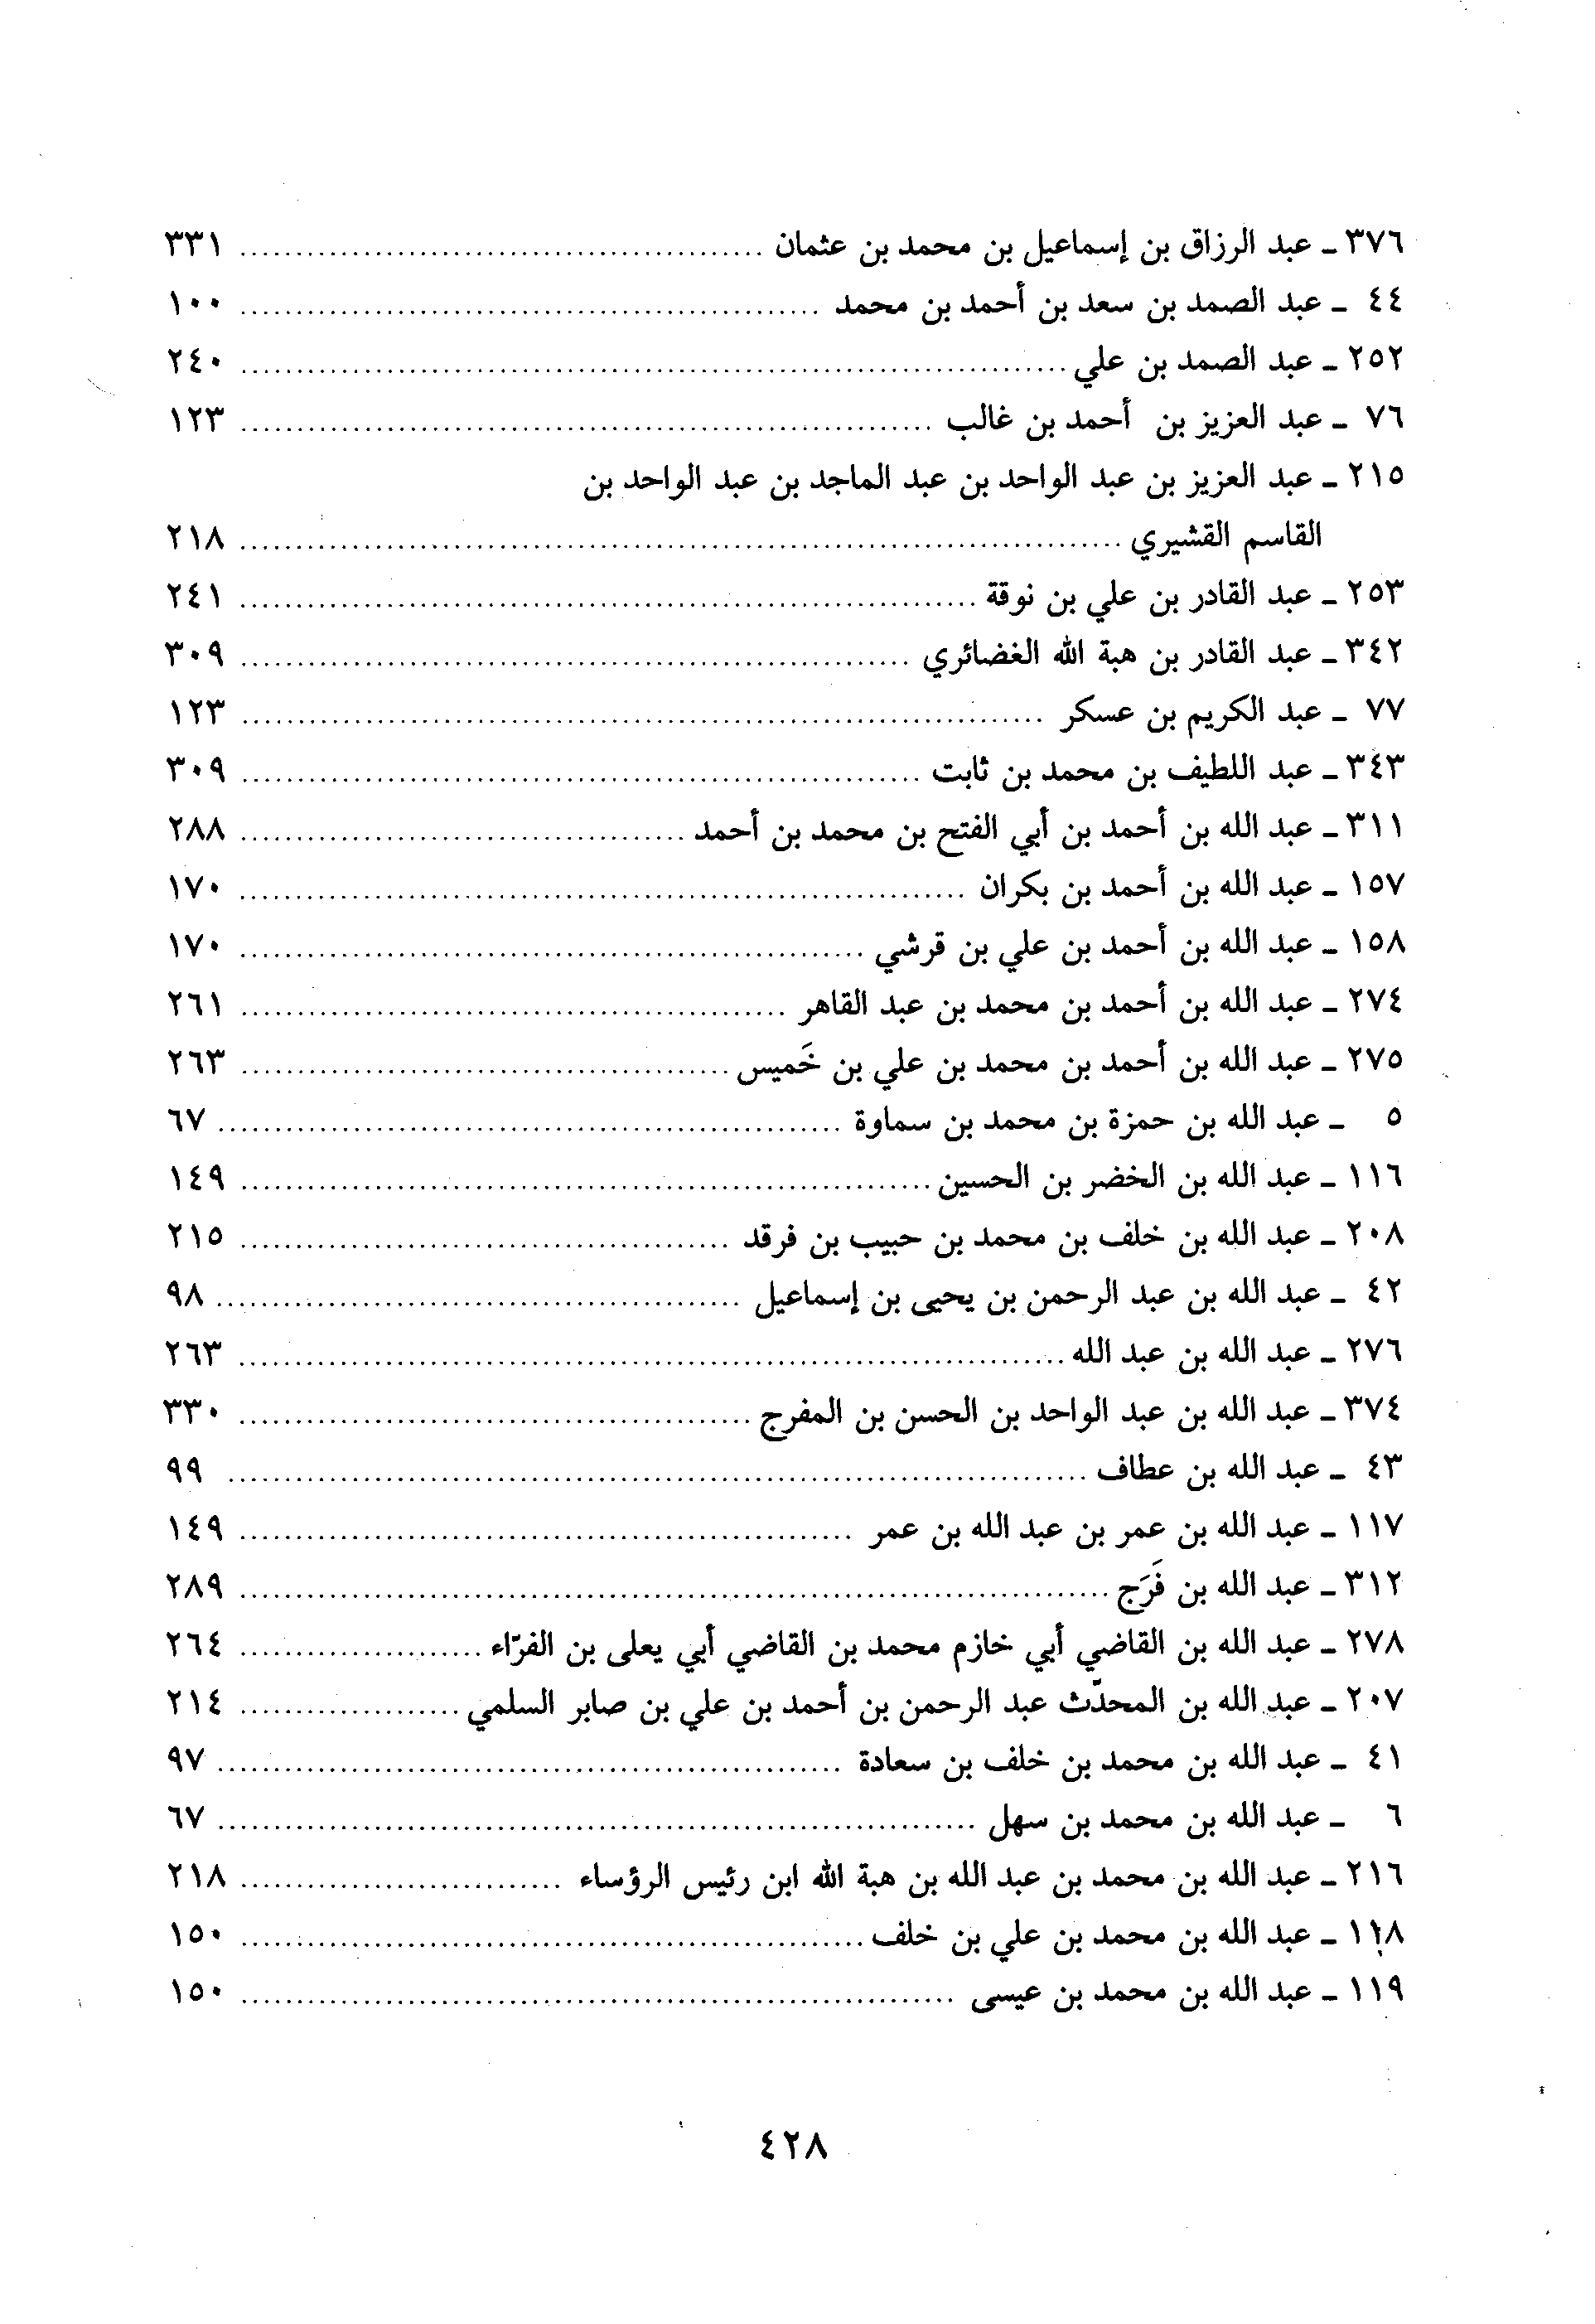 ٣٧٦ ـ عبد الرزاق بن إسماعيل بن محمد بن عثمان ........ ٣٣١
٤٤ ـ عبد الصمد بن سعد بن أحمد بن محمد ........ ١٠٠
٢٥٢ ـ عبد الصمد بن علي ........ ٢٤٠
٧٦ ـ عبد العزيز بن أحمد بن غالب ........ ١٢٣
٢١٥ ـ عبد العزيز بن عبد الواحد بن عبد الماجد بن عبد الواحد بن
القاسم القشيري ........ ٢١٨
٢٥٣ ـ عبد القادر بن علي بن نوقة ........ ٢٤١
٣٤٢ ـ عبد القادر بن هبة الله الغضائري ........ ٣٠٩
٧٧ ـ عبد الكريم بن عسكر ........ ١٢٣
٣٤٣ ـ عبد اللطيف بن محمد بن ثابت ........ ٣٠٩
٣١١ ـ عبد الله بن أحمد بن أبي الفتح بن محمد بن أحمد ........ ٢٨٨
١٥٧ ـ عبد الله بن أحمد بن بكران ........ ١٧٠
١٥٨ ـ عبد الله بن أحمد بن علي بن قرشي ........ ١٧٠
٢٧٤ ـ عبد الله بن أحمد بن محمد بن عبد القاهر ........ ٢٦١
٢٧٥ ـ عبد الله بن أحمد بن محمد بن علي بن خَميس ........ ٢٦٣
٥ ـ عبد الله بن حمزة بن محمد بن سماوة ........ ٦٧
١١٦ ـ عبد الله بن الخضر بن الحسين ........ ١٤٩
٢٠٨ ـ عبد الله بن خلف بن محمد بن حبيب بن فرقد ........ ٢١٥
٤٢ ـ عبد الله بن عبد الرحمن بن يحيى بن إسماعيل ........ ٩٨
٢٧٦ ـ عبد الله بن عبد الله ........ ٢٦٣
٣٧٤ ـ عبد الله بن عبد الواحد بن الحسن بن المفرج ........ ٣٣٠
٤٣ ـ عبد الله بن عطاف ........ ٩٩
١١٧ ـ عبد الله بن عمر بن عبد الله بن عمر ........ ١٤٩
٣١٢ ـ عبد الله بن فَرَج ........ ٢٨٩
٢٧٨ ـ عبد الله بن القاضي أبي خازم محمد بن القاضي أبي يعلى بن الفرّاء ........ ٢٦٤
٢٠٧ ـ عبد الله بن المحدّث عبد الرحمن بن أحمد بن علي بن صابر السلمي ........ ٢١٤
٤١ ـ عبد الله بن محمد بن خلف بن سعادة ........ ٩٧
٦ ـ عبد الله بن محمد بن سهل ........ ٦٧
٢١٦ ـ عبد الله بن محمد بن عبد الله بن هبة الله ابن رئيس الرؤساء ........ ٢١٨
١١٨ ـ عبد الله بن محمد بن علي بن خلف ........ ١٥٠
١١٩ ـ عبد الله بن محمد بن عيسى ........ ١٥٠
٤٢٨